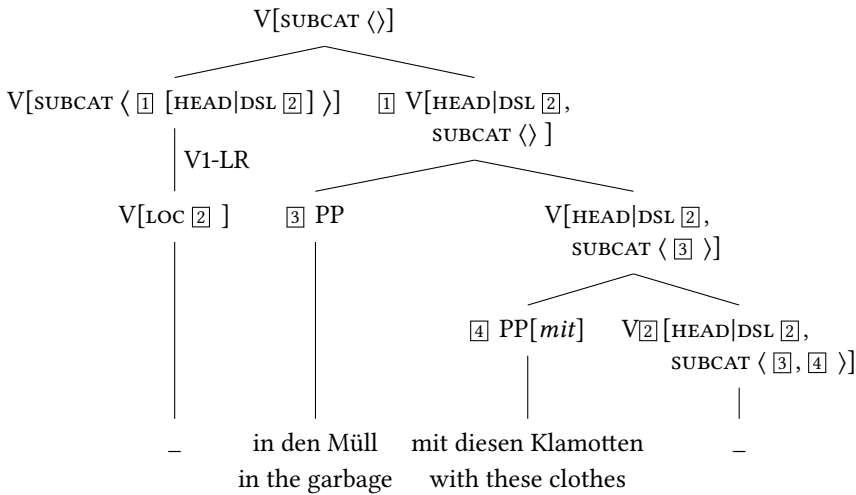 V[SUBCAT ⟨⟩]
V[SUBCAT ⟨ 1 [HEAD|DSL 2] ⟩] 1 V[HEAD|DSL 2,
SUBCAT ⟨⟩ ]
V1-LR
V[LOC 2 ] 3 PP V[HEAD|DSL 2,
SUBCAT ⟨ 3 ⟩]
4 PP[mit] V2[HEAD|DSL 2,
SUBCAT ⟨ 3, 4 ⟩]
_ in den Müll mit diesen Klamotten _
in the garbage with these clothes